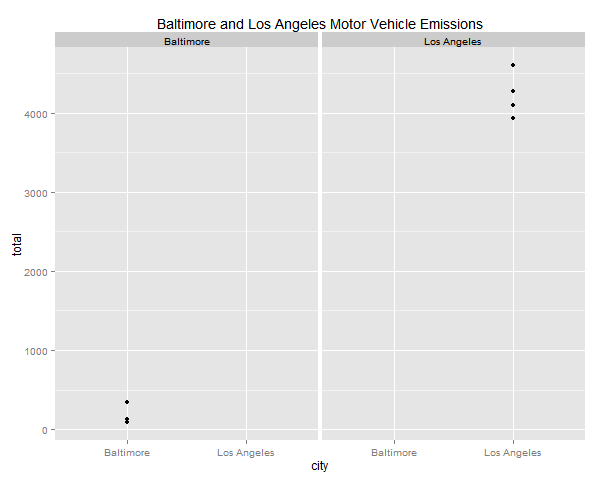 Baltimore and Los Angeles Motor Vehicle Emissions
Baltimore
Los Angeles
4000
3000
2000
1000
0
total
Baltimore
Los Angeles
Baltimore
Los Angeles
city